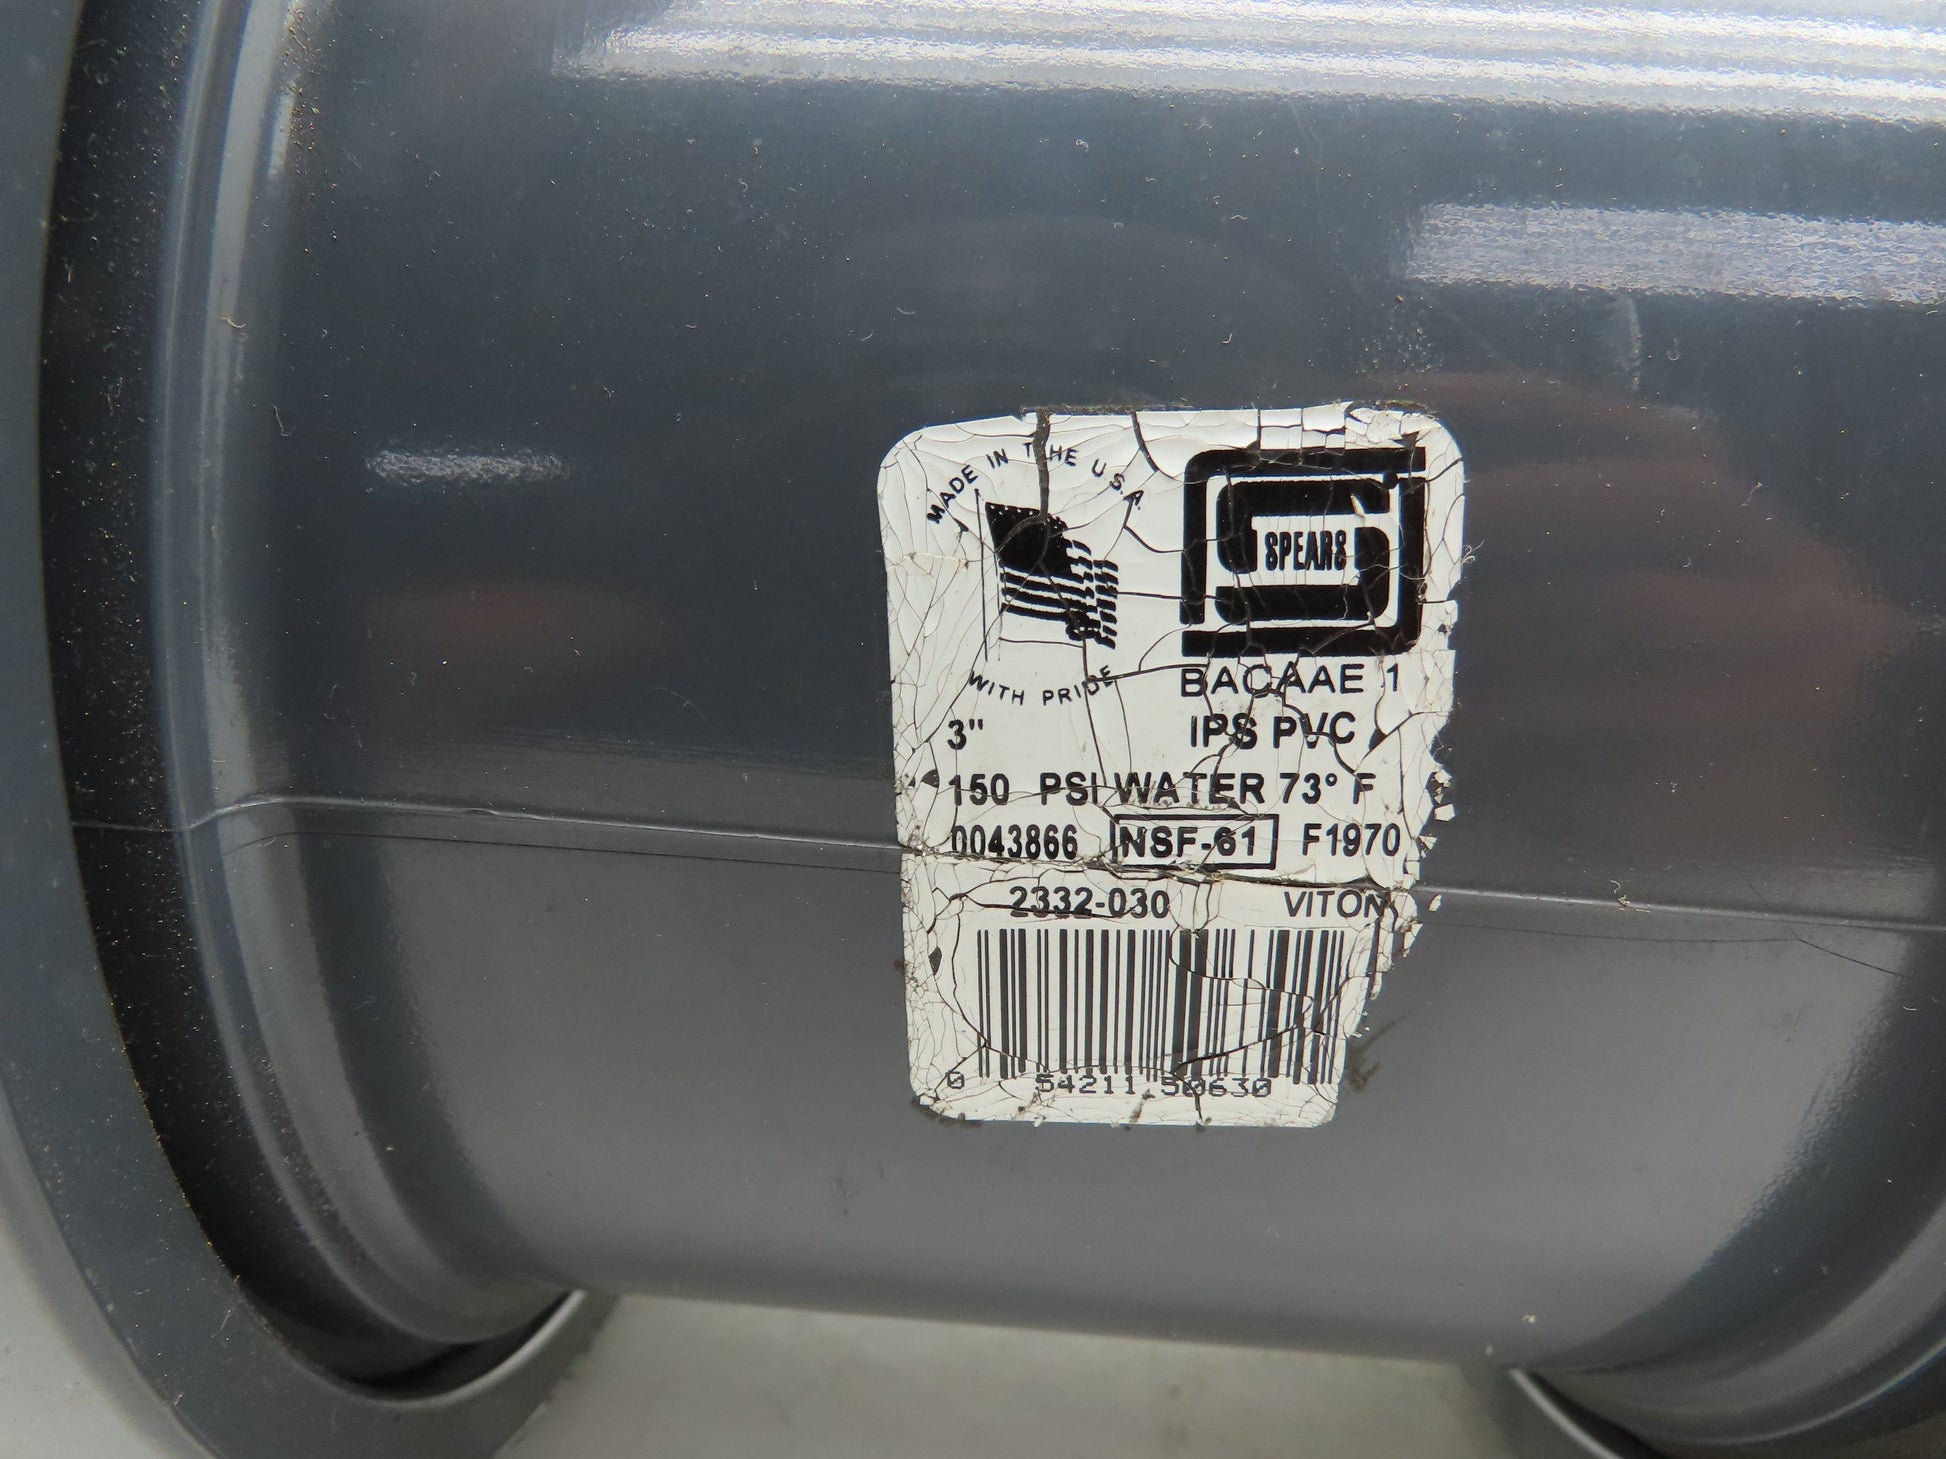 MADE IN THE U.S.A.
WITH PRIDE
SPEARS
BACAAE 1
3" IPS PVC
150 PSI WATER 73° F
0043866 NSF-61 F1970
2332-030 VITON
0 54211 50630